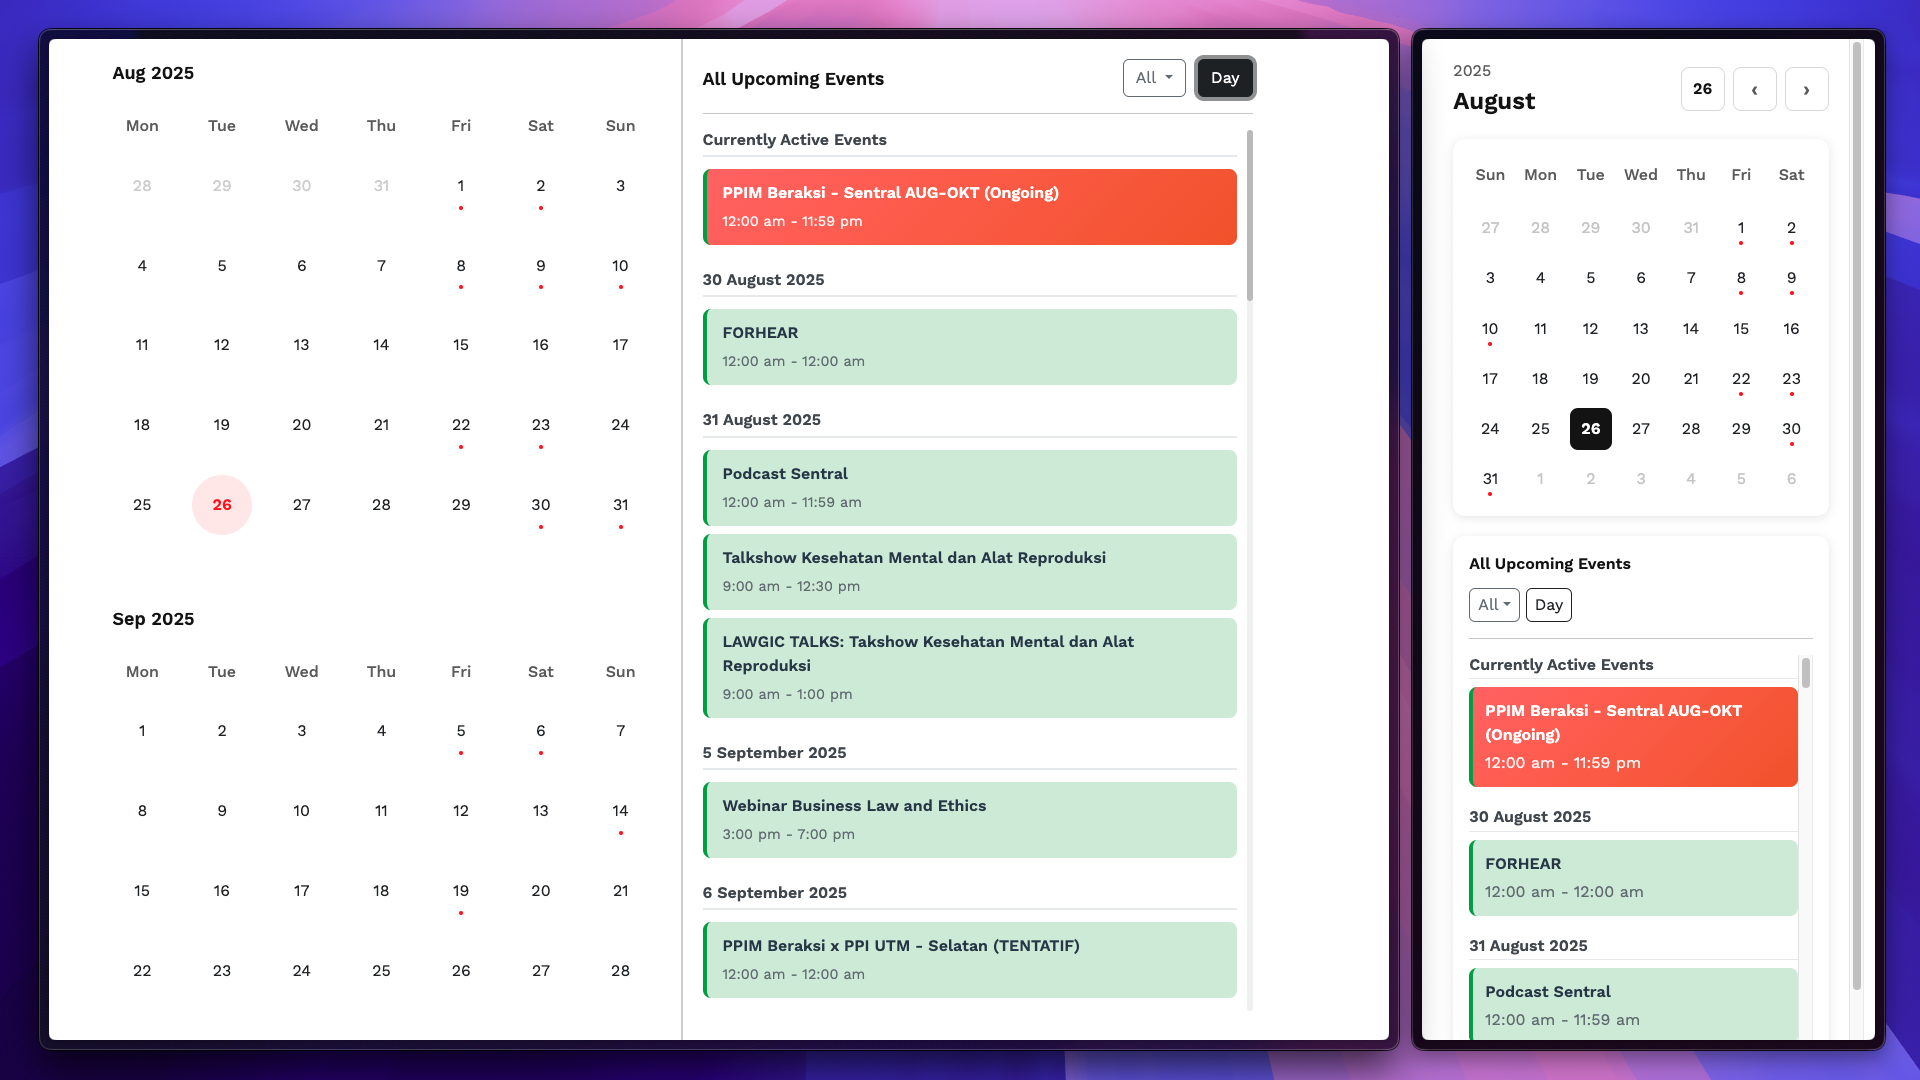 Aug 2025
Mon Tue Wed Thu Fri Sat Sun
28 29 30 31 1 2 3
4 5 6 7 8 9 10
11 12 13 14 15 16 17
18 19 20 21 22 23 24
25 26 27 28 29 30 31
Sep 2025
Mon Tue Wed Thu Fri Sat Sun
1 2 3 4 5 6 7
8 9 10 11 12 13 14
15 16 17 18 19 20 21
22 23 24 25 26 27 28
All Upcoming Events
All Day
Currently Active Events
PPIM Beraksi - Sentral AUG-OKT (Ongoing)
12:00 am - 11:59 pm
30 August 2025
FORHEAR
12:00 am - 12:00 am
31 August 2025
Podcast Sentral
12:00 am - 11:59 am
Talkshow Kesehatan Mental dan Alat Reproduksi
9:00 am - 12:30 pm
LAWGIC TALKS: Takshow Kesehatan Mental dan Alat
Reproduksi
9:00 am - 1:00 pm
5 September 2025
Webinar Business Law and Ethics
3:00 pm - 7:00 pm
6 September 2025
PPIM Beraksi x PPI UTM - Selatan (TENTATIF)
12:00 am - 12:00 am
2025
August
26 ‹ ›
Sun Mon Tue Wed Thu Fri Sat
27 28 29 30 31 1 2
3 4 5 6 7 8 9
10 11 12 13 14 15 16
17 18 19 20 21 22 23
24 25 26 27 28 29 30
31 1 2 3 4 5 6
All Upcoming Events
All Day
Currently Active Events
PPIM Beraksi - Sentral AUG-OKT
(Ongoing)
12:00 am - 11:59 pm
30 August 2025
FORHEAR
12:00 am - 12:00 am
31 August 2025
Podcast Sentral
12:00 am - 11:59 am